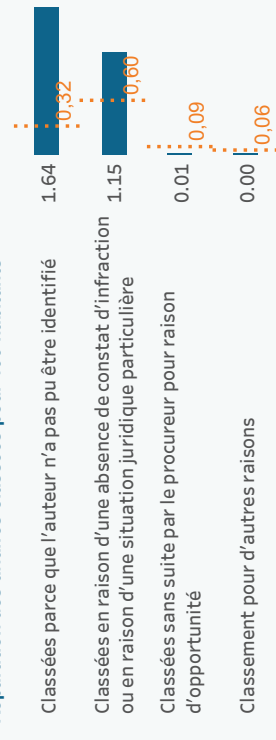 Classées parce que l'auteur n'a pas pu être identifié
1.64
0,32
Classées en raison d'une absence de constat d'infraction
ou en raison d'une situation juridique particulière
1.15
0,60
Classées sans suite par le procureur pour raison
d'opportunité
0.01
0,09
Classement pour d'autres raisons
0.00
0,06